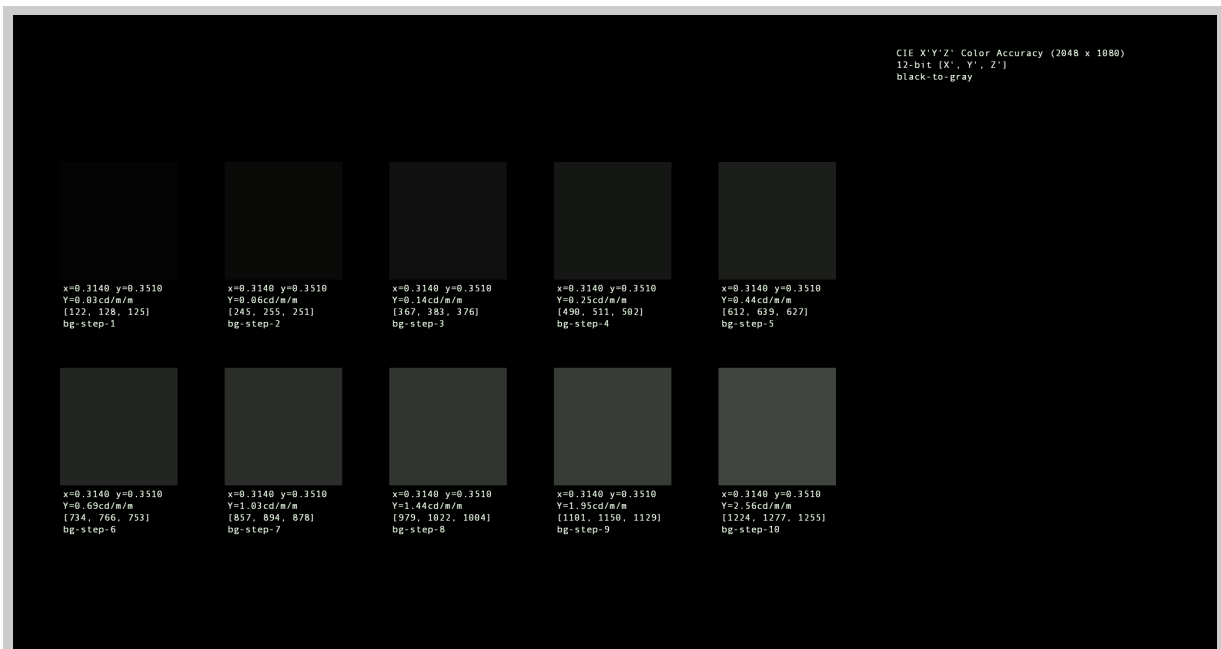 CIE X'Y'Z' Color Accuracy (2048 x 1080)
12-bit [X', Y', Z']
black-to-gray
x=0.3140 y=0.3510
Y=0.03cd/m/m
[122, 128, 125]
bg-step-1
x=0.3140 y=0.3510
Y=0.06cd/m/m
[245, 255, 251]
bg-step-2
x=0.3140 y=0.3510
Y=0.14cd/m/m
[367, 383, 376]
bg-step-3
x=0.3140 y=0.3510
Y=0.25cd/m/m
[490, 511, 502]
bg-step-4
x=0.3140 y=0.3510
Y=0.44cd/m/m
[612, 639, 627]
bg-step-5
x=0.3140 y=0.3510
Y=0.69cd/m/m
[734, 766, 753]
bg-step-6
x=0.3140 y=0.3510
Y=1.03cd/m/m
[857, 894, 878]
bg-step-7
x=0.3140 y=0.3510
Y=1.44cd/m/m
[979, 1022, 1004]
bg-step-8
x=0.3140 y=0.3510
Y=1.95cd/m/m
[1101, 1150, 1129]
bg-step-9
x=0.3140 y=0.3510
Y=2.56cd/m/m
[1224, 1277, 1255]
bg-step-10